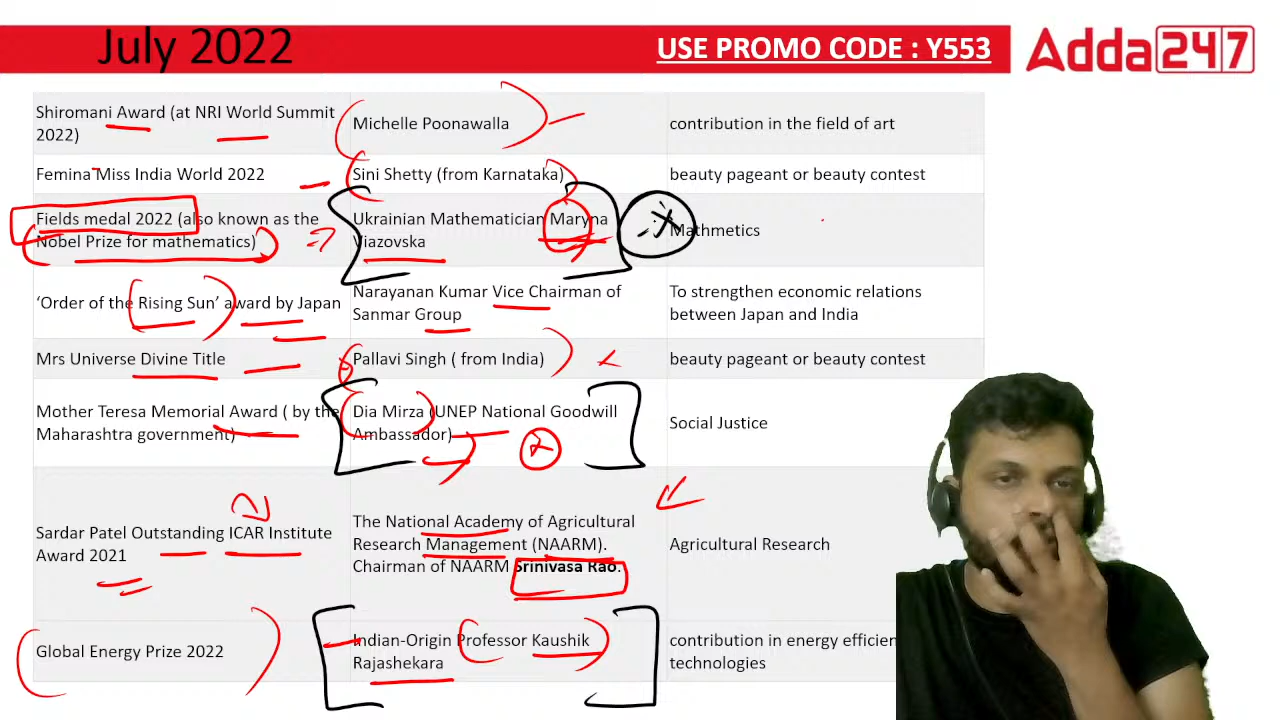 July 2022
USE PROMO CODE : Y553
Adda247
Shiromani Award (at NRI World Summit
2022)
Michelle Poonawalla
contribution in the field of art
Femina Miss India World 2022
Sini Shetty (from Karnataka)
beauty pageant or beauty contest
Fields medal 2022 (also known as the
Nobel Prize for mathematics)
Ukrainian Mathematician Maryna
Viazovska
Mathmetics
‘Order of the Rising Sun’ award by Japan
Narayanan Kumar Vice Chairman of
Sanmar Group
To strengthen economic relations
between Japan and India
Mrs Universe Divine Title
Pallavi Singh ( from India)
beauty pageant or beauty contest
Mother Teresa Memorial Award ( by the
Maharashtra government)
Dia Mirza (UNEP National Goodwill
Ambassador)
Social Justice
Sardar Patel Outstanding ICAR Institute
Award 2021
The National Academy of Agricultural
Research Management (NAARM).
Chairman of NAARM Srinivasa Rao.
Agricultural Research
Global Energy Prize 2022
Indian-Origin Professor Kaushik
Rajashekara
contribution in energy efficien
technologies